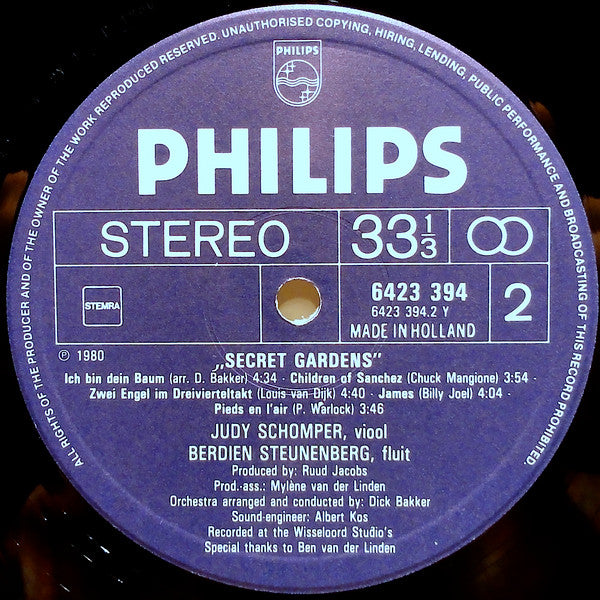 ALL RIGHTS OF THE PRODUCER AND OF THE OWNER OF THE WORK REPRODUCED RESERVED. UNAUTHORISED COPYING, HIRING, LENDING, PUBLIC PERFORMANCE AND BROADCASTING OF THIS RECORD PROHIBITED.
PHILIPS
PHILIPS
STEREO
33 1/3
STEMRA
6423 394
6423 394.2 Y
MADE IN HOLLAND
2
℗ 1980
„SECRET GARDENS"
Ich bin dein Baum (arr. D. Bakker) 4:34 · Children of Sanchez (Chuck Mangione) 3:54 ·
Zwei Engel im Dreivierteltakt (Louis van Dijk) 4:40 · James (Billy Joel) 4:04 ·
Pieds en l'air (P. Warlock) 3:46
JUDY SCHOMPER, viool
BERDIEN STEUNENBERG, fluit
Produced by: Ruud Jacobs
Prod.-ass.: Mylène van der Linden
Orchestra arranged and conducted by: Dick Bakker
Sound-engineer: Albert Kos
Recorded at the Wisseloord Studio's
Special thanks to Ben van der Linden